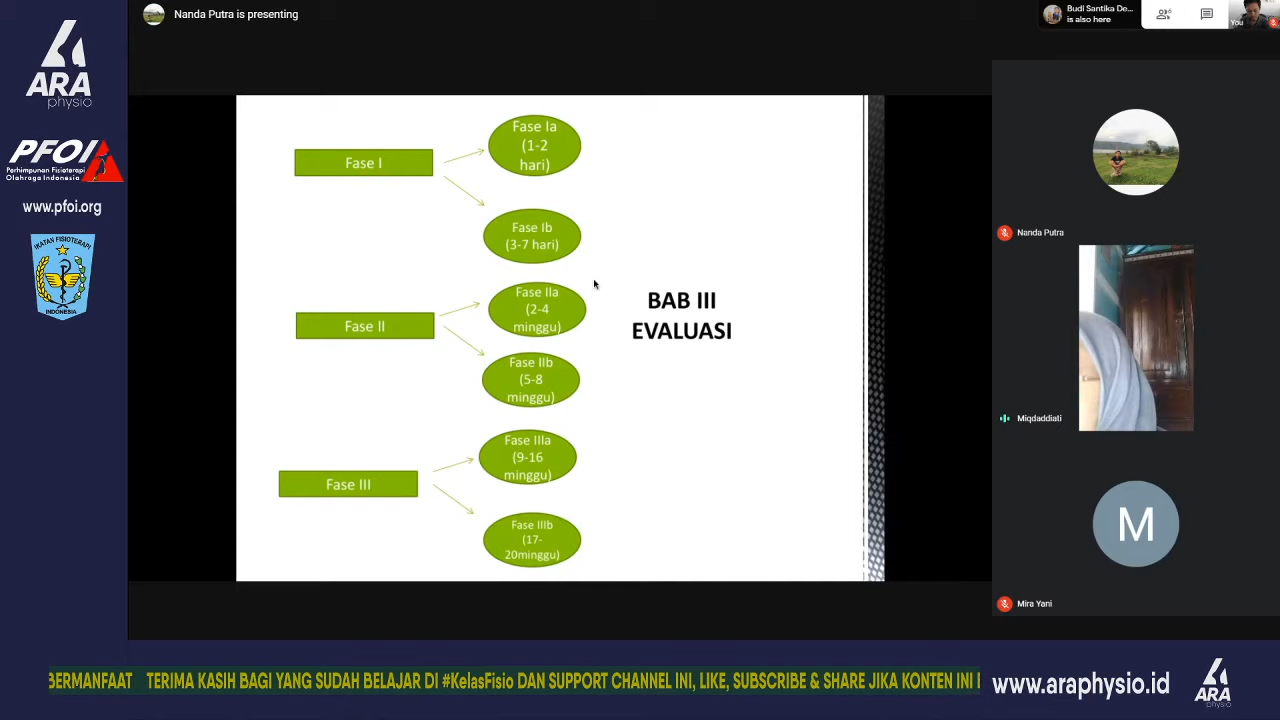 Nanda Putra is presenting
Budi Santika De...
is also here
6
You
ARA
physio
PFOI
Perhimpunan Fisioterapi
Olahraga Indonesia
www.pfoi.org
IKATAN FISIOTERAPI
INDONESIA
Fase I
Fase Ia
(1-2
hari)
Fase Ib
(3-7 hari)
Fase II
Fase IIa
(2-4
minggu)
Fase IIb
(5-8
minggu)
Fase III
Fase IIIa
(9-16
minggu)
Fase IIIb
(17-
20minggu)
BAB III
EVALUASI
Nanda Putra
Miqdaddiati
M
Mira Yani
BERMANFAAT TERIMA KASIH BAGI YANG SUDAH BELAJAR DI #KelasFisio DAN SUPPORT CHANNEL INI, LIKE, SUBSCRIBE & SHARE JIKA KONTEN INI
www.araphysio.id
ARA
physio